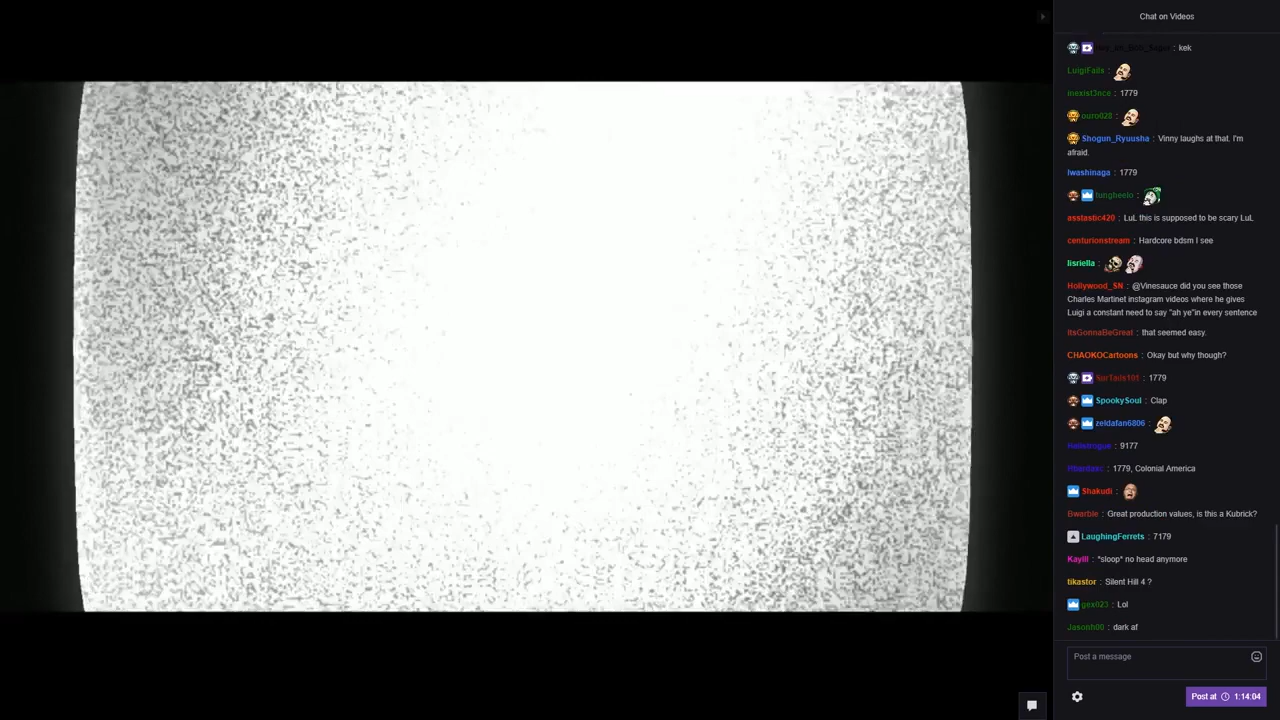 Chat on Videos
: kek
LuigiFails :
mexist3nce : 1779
ouro028 :
Shogun_Ryuusha : Vinny laughs at that. I'm
afraid.
Iwashinaga : 1779
fungheelo :
asstastic420 : LuL this is supposed to be scary LuL
centurionstream : Hardcore bdsm I see
lisriella :
Hollywood_SN : @Vinesauce did you see those
Charles Martinet instagram videos where he gives
Luigi a constant need to say "ah ye"in every sentence
ItsGonnaBeGreat : that seemed easy.
CHAOKOCartoons : Okay but why though?
NarTails101 : 1779
SpookySoul : Clap
zeldafan6806 :
: 9177
: 1779, Colonial America
Shakudi :
Bwarble : Great production values, is this a Kubrick?
LaughingFerrets : 7179
Kaylll : *sloop* no head anymore
tikastor : Silent Hill 4 ?
gex023 : Lol
Jasonh00 : dark af
Post a message
Post at 1:14:04